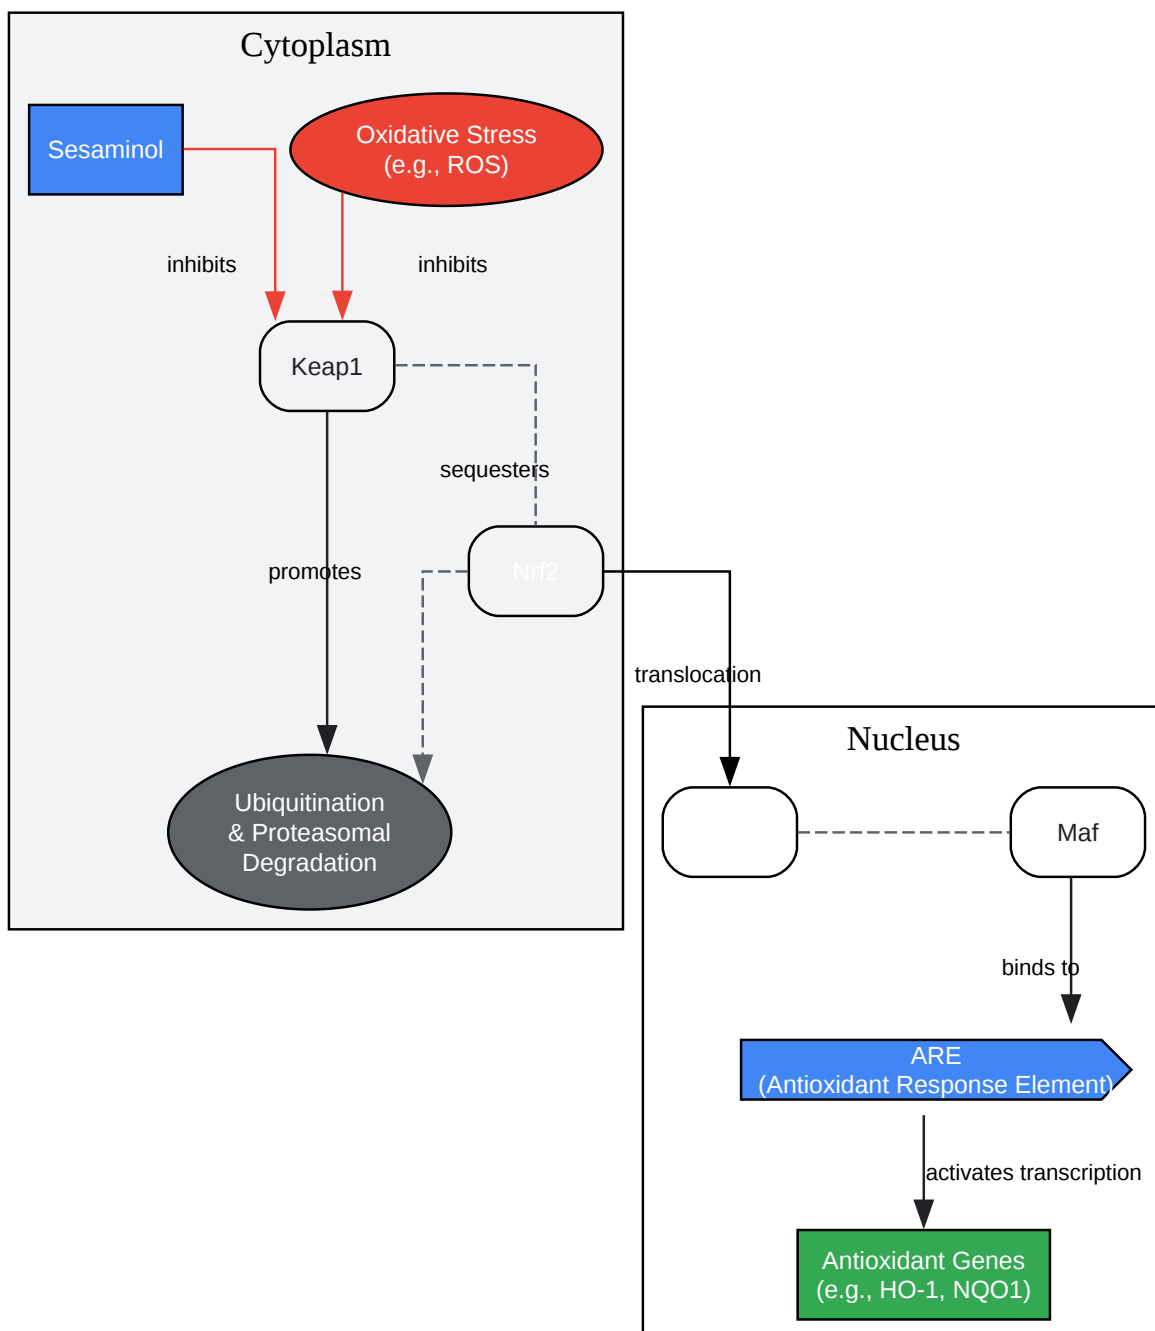 Cytoplasm
Sesaminol
Oxidative Stress
(e.g., ROS)
inhibits
inhibits
Keap1
sequesters
promotes
Nrf2
translocation
Nucleus
Ubiquitination
& Proteasomal
Degradation
Maf
binds to
ARE
(Antioxidant Response Element)
activates transcription
Antioxidant Genes
(e.g., HO-1, NQO1)